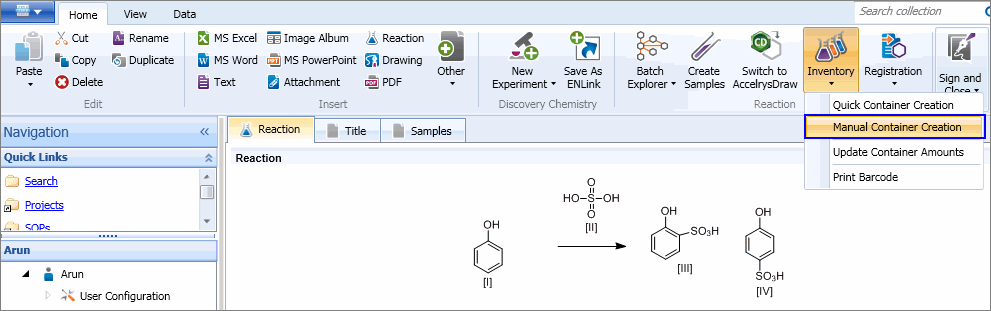 Home View Data Search collection
Cut Rename MS Excel Image Album Reaction
Paste Copy Duplicate MS Word MS PowerPoint Drawing Other New Experiment Save As ENLink Batch Explorer Create Samples Switch to AccelrysDraw Inventory Registration Sign and Close
Delete Text Attachment PDF
Edit Insert Discovery Chemistry Reaction
Quick Container Creation
Manual Container Creation
Update Container Amounts
Print Barcode
Navigation
Quick Links
Search
Projects
SOPs
Arun
Arun
User Configuration
Reaction Title Samples
Reaction
OH
[I]
O
HO-S-OH
O
[II]
OH
SO₃H
[III]
OH
SO₃H
[IV]